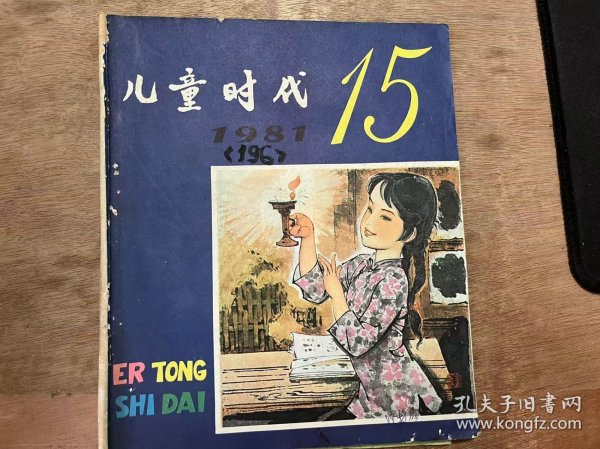 儿童时代
15
1981
(196)
ER TONG
SHI DAI
孔夫子旧书网
www.kongfz.com